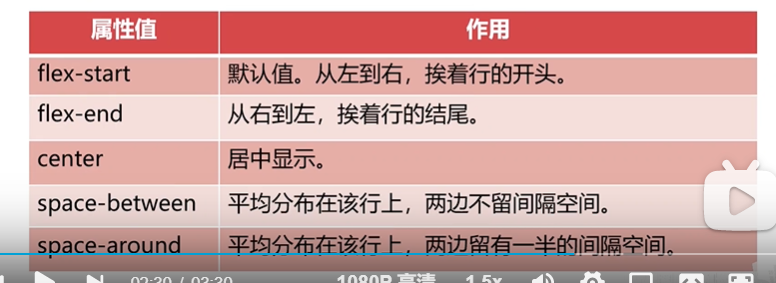 属性值 作用
flex-start 默认值。从左到右，挨着行的开头。
flex-end 从右到左，挨着行的结尾。
center 居中显示。
space-between 平均分布在该行上，两边不留间隔空间。
space-around 平均分布在该行上，两边留有一半的间隔空间。
02:30 / 03:30 1080P 高清 1.5x